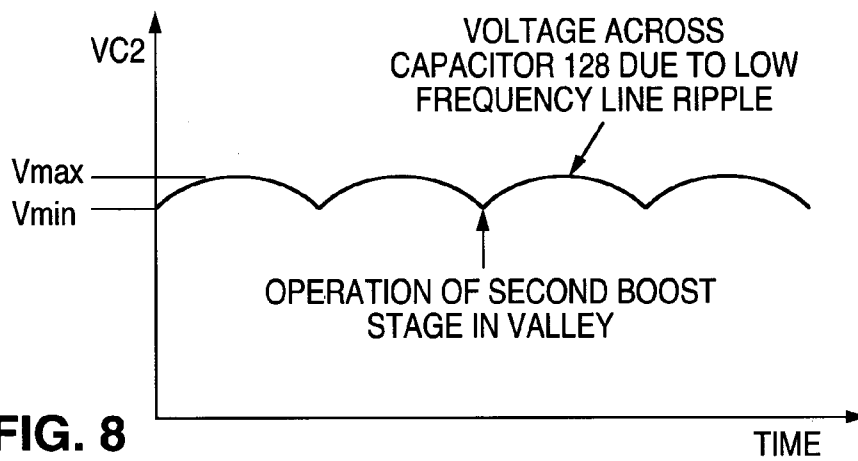 VC2
VOLTAGE ACROSS
CAPACITOR 128 DUE TO LOW
FREQUENCY LINE RIPPLE
Vmax
Vmin
OPERATION OF SECOND BOOST
STAGE IN VALLEY
FIG. 8
TIME